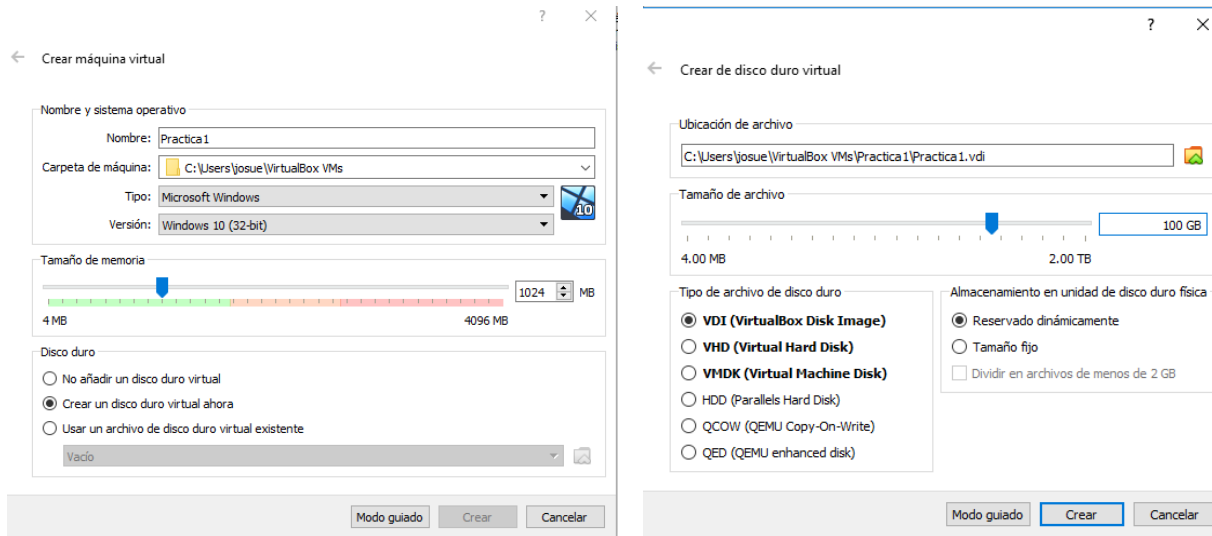 ?
Crear máquina virtual
Nombre y sistema operativo
Nombre: Practica1
Carpeta de máquina: C:\Users\josue\VirtualBox VMs
Tipo: Microsoft Windows
10
Versión: Windows 10 (32-bit)
Tamaño de memoria
1024 MB
4 MB 4096 MB
Disco duro
No añadir un disco duro virtual
Crear un disco duro virtual ahora
Usar un archivo de disco duro virtual existente
Vacío
Modo guiado Crear Cancelar
?
Crear de disco duro virtual
Ubicación de archivo
C:\Users\josue\VirtualBox VMs\Practica1\Practica1.vdi
Tamaño de archivo
100 GB
4.00 MB 2.00 TB
Tipo de archivo de disco duro
VDI (VirtualBox Disk Image)
VHD (Virtual Hard Disk)
VMDK (Virtual Machine Disk)
HDD (Parallels Hard Disk)
QCOW (QEMU Copy-On-Write)
QED (QEMU enhanced disk)
Almacenamiento en unidad de disco duro física
Reservado dinámicamente
Tamaño fijo
Dividir en archivos de menos de 2 GB
Modo guiado Crear Cancelar